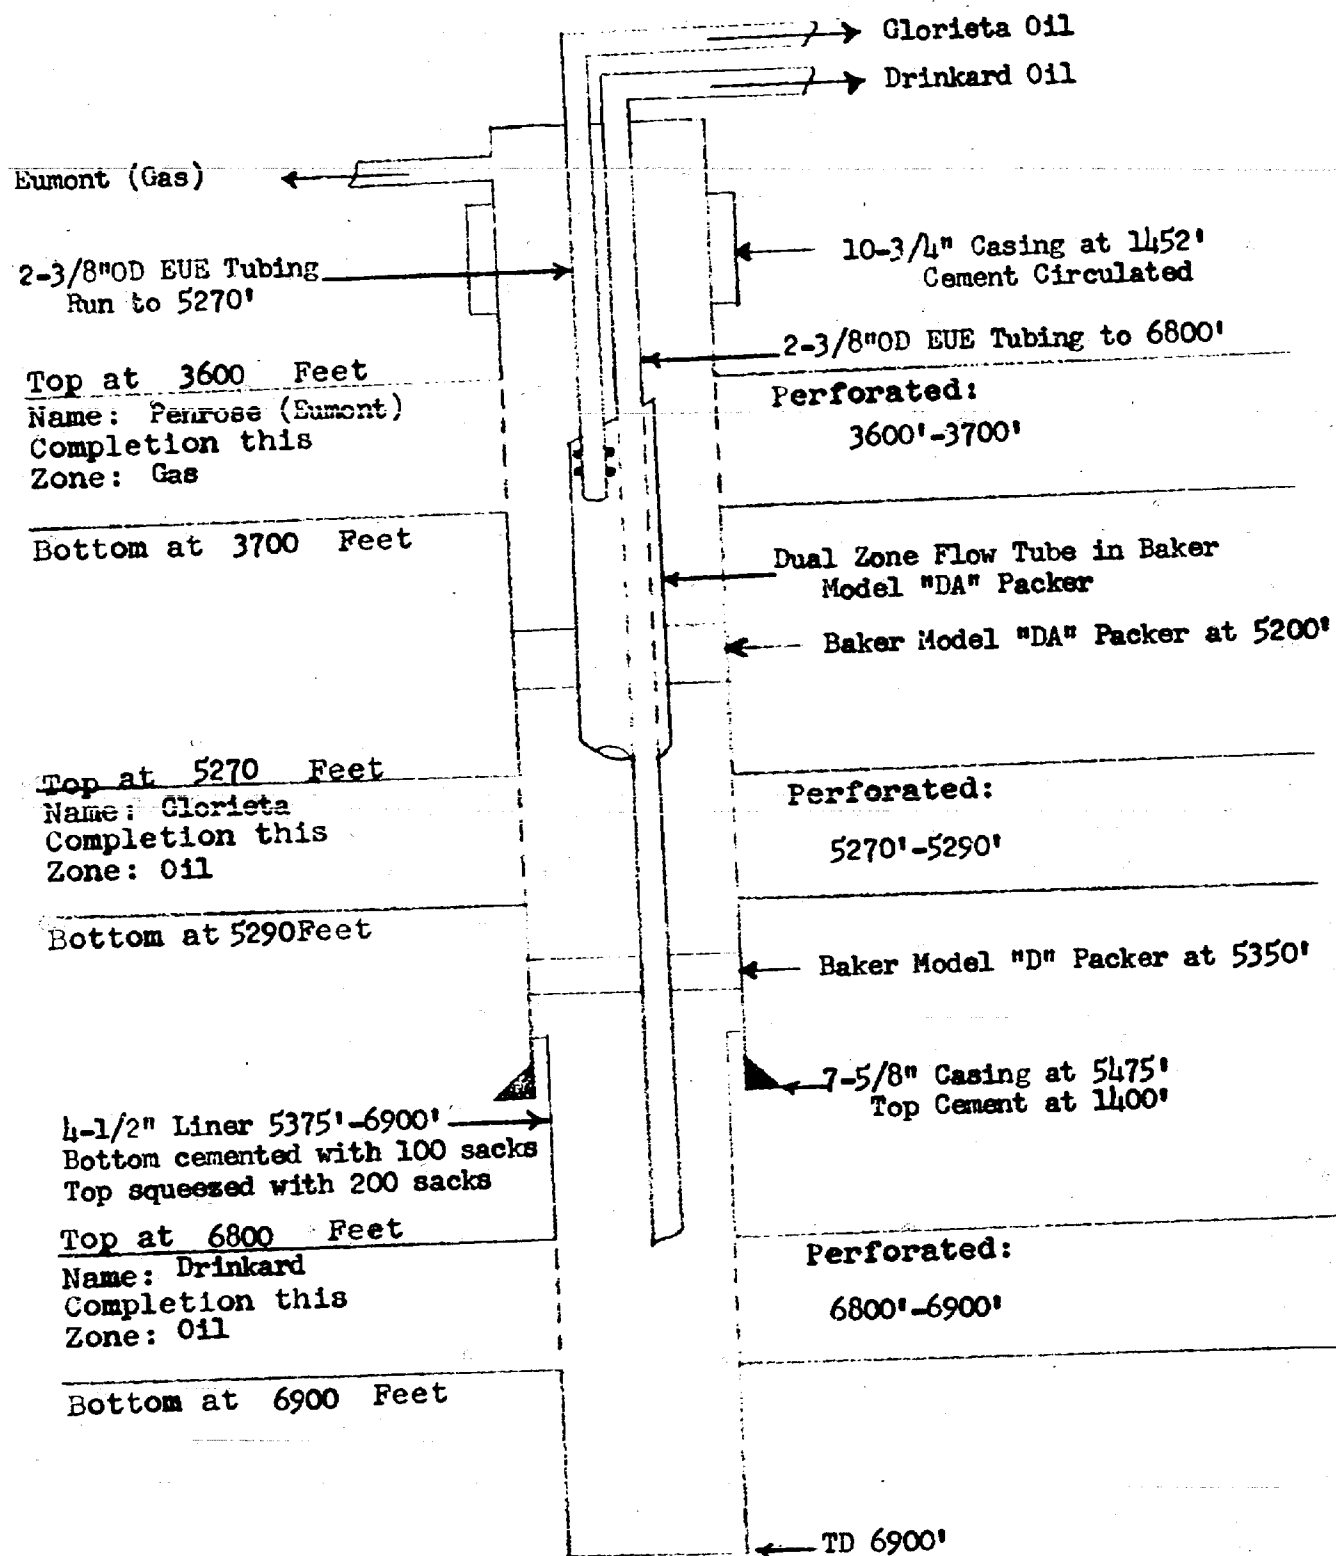 Glorieta Oil
Drinkard Oil
Eumont (Gas)
10-3/4" Casing at 1452'
Cement Circulated
2-3/8"OD EUE Tubing
Run to 5270'
2-3/8"OD EUE Tubing to 6800'
Top at 3600 Feet
Name: Penrose (Eumont)
Completion this
Zone: Gas
Perforated:
3600'-3700'
Bottom at 3700 Feet
Dual Zone Flow Tube in Baker
Model "DA" Packer
Baker Model "DA" Packer at 5200'
Top at 5270 Feet
Name: Glorieta
Completion this
Zone: Oil
Perforated:
5270'-5290'
Bottom at 5290Feet
Baker Model "D" Packer at 5350'
7-5/8" Casing at 5475'
Top Cement at 1400'
4-1/2" Liner 5375'-6900'
Bottom cemented with 100 sacks
Top squeezed with 200 sacks
Top at 6800 Feet
Name: Drinkard
Completion this
Zone: Oil
Perforated:
6800'-6900'
Bottom at 6900 Feet
TD 6900'